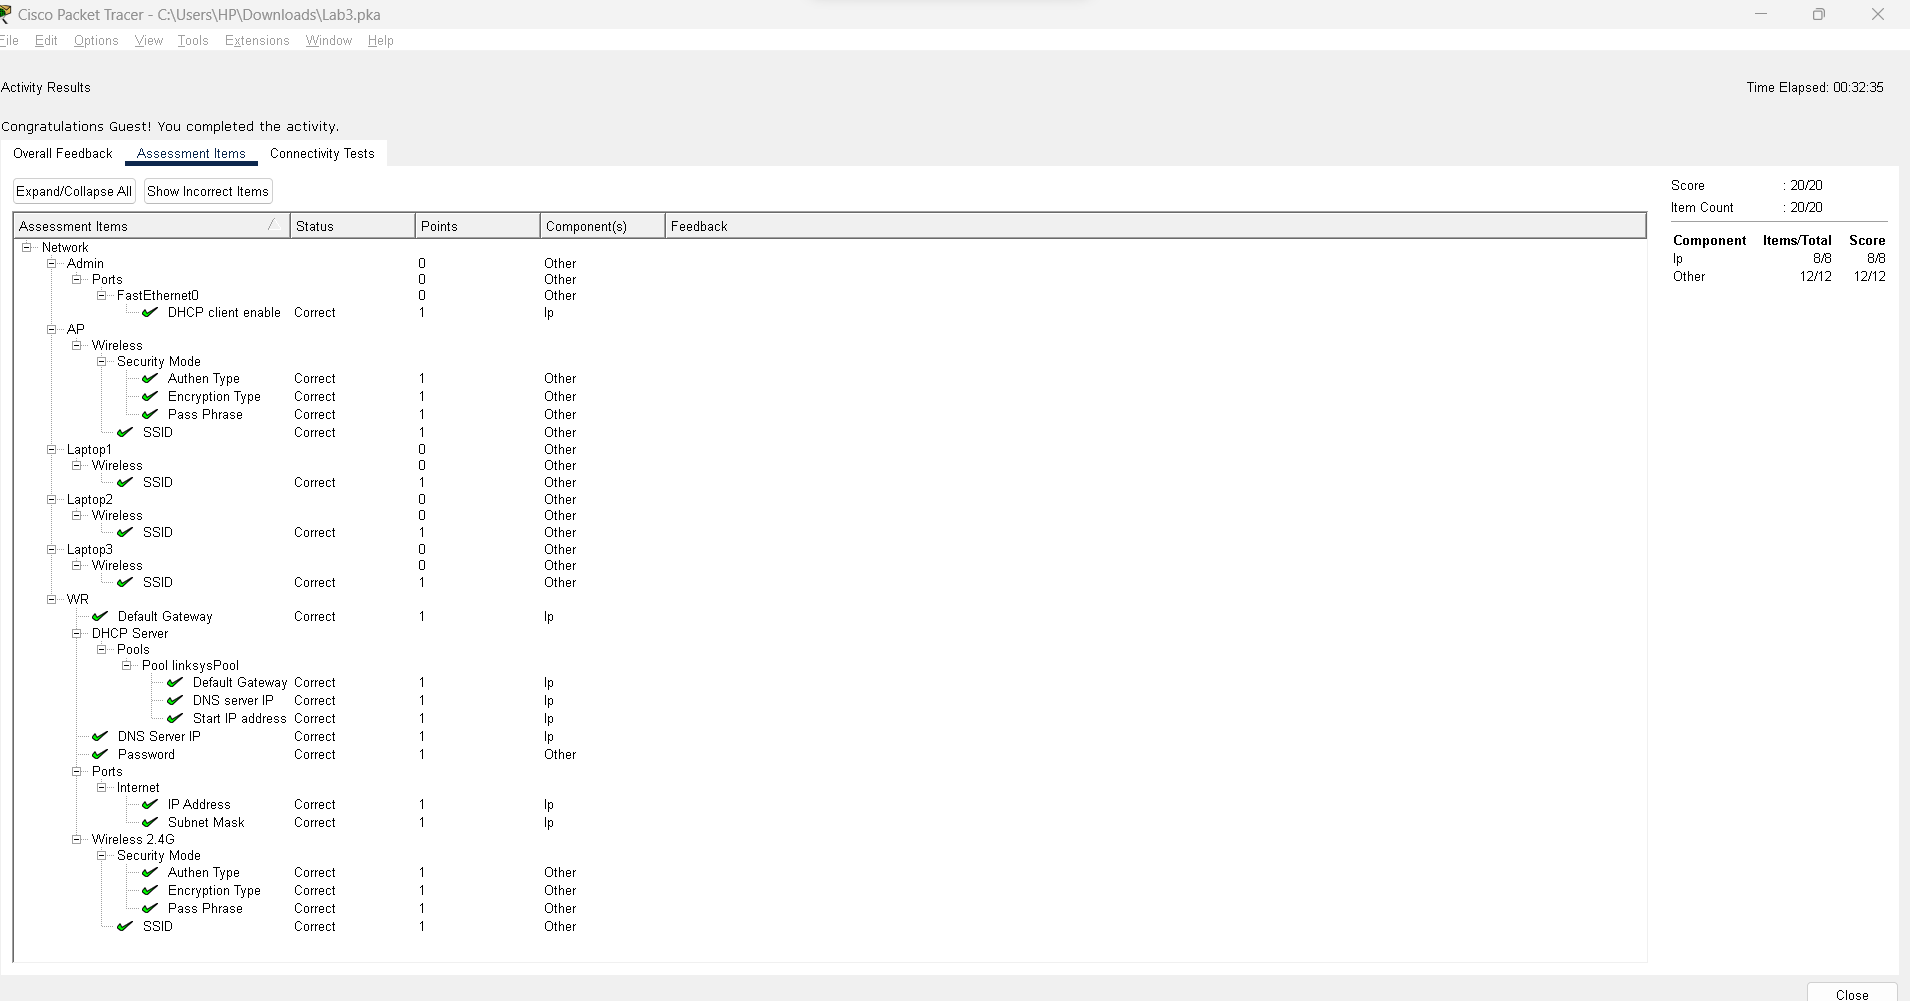 Cisco Packet Tracer - C:\Users\HP\Downloads\Lab3.pka
File Edit Options View Tools Extensions Window Help
Activity Results
Time Elapsed: 00:32:35
Congratulations Guest! You completed the activity.
Overall Feedback Assessment Items Connectivity Tests
Expand/Collapse All Show Incorrect Items
Assessment Items Status Points Component(s) Feedback
Network
Admin 0 Other
Ports 0 Other
FastEthernet0 0 Other
DHCP client enable Correct 1 Ip
AP
Wireless
Security Mode
Authen Type Correct 1 Other
Encryption Type Correct 1 Other
Pass Phrase Correct 1 Other
SSID Correct 1 Other
Laptop1 0 Other
Wireless 0 Other
SSID Correct 1 Other
Laptop2 0 Other
Wireless 0 Other
SSID Correct 1 Other
Laptop3 0 Other
Wireless 0 Other
SSID Correct 1 Other
WR
Default Gateway Correct 1 Ip
DHCP Server
Pools
Pool linksysPool
Default Gateway Correct 1 Ip
DNS server IP Correct 1 Ip
Start IP address Correct 1 Ip
DNS Server IP Correct 1 Ip
Password Correct 1 Other
Ports
Internet
IP Address Correct 1 Ip
Subnet Mask Correct 1 Ip
Wireless 2.4G
Security Mode
Authen Type Correct 1 Other
Encryption Type Correct 1 Other
Pass Phrase Correct 1 Other
SSID Correct 1 Other
Score : 20/20
Item Count : 20/20
Component Items/Total Score
Ip 8/8 8/8
Other 12/12 12/12
Close